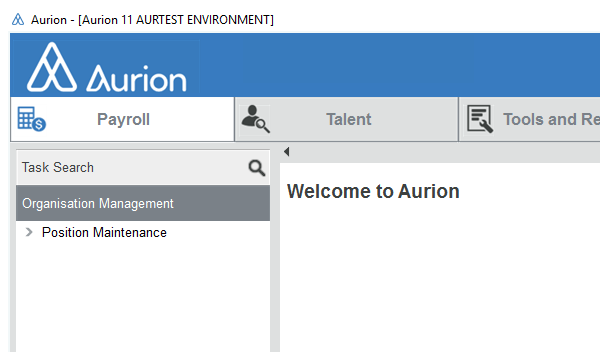 Aurion - [Aurion 11 AURTEST ENVIRONMENT]
Aurion
Payroll
Talent
Tools and Re
Task Search
Organisation Management
Position Maintenance
Welcome to Aurion